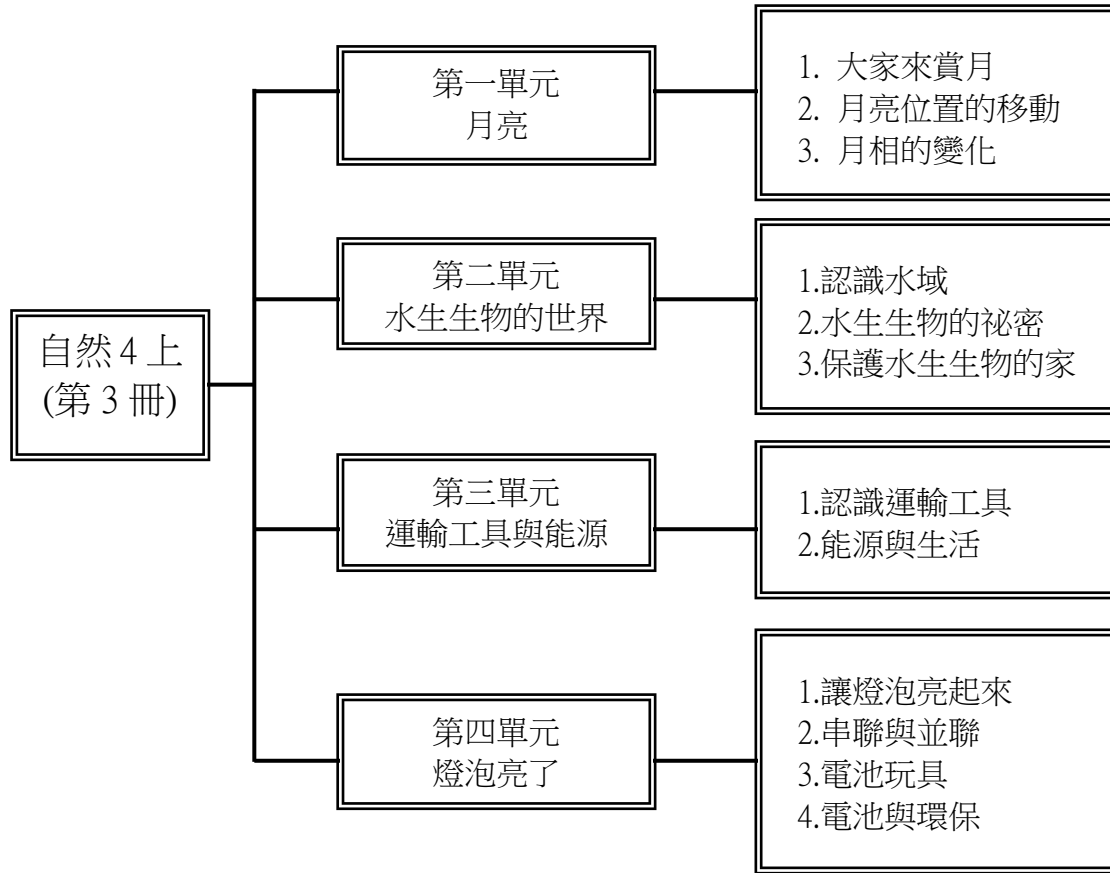 自然4上
(第3冊)
第一單元
月亮
1. 大家來賞月
2. 月亮位置的移動
3. 月相的變化
第二單元
水生生物的世界
1.認識水域
2.水生生物的祕密
3.保護水生生物的家
第三單元
運輸工具與能源
1.認識運輸工具
2.能源與生活
第四單元
燈泡亮了
1.讓燈泡亮起來
2.串聯與並聯
3.電池玩具
4.電池與環保